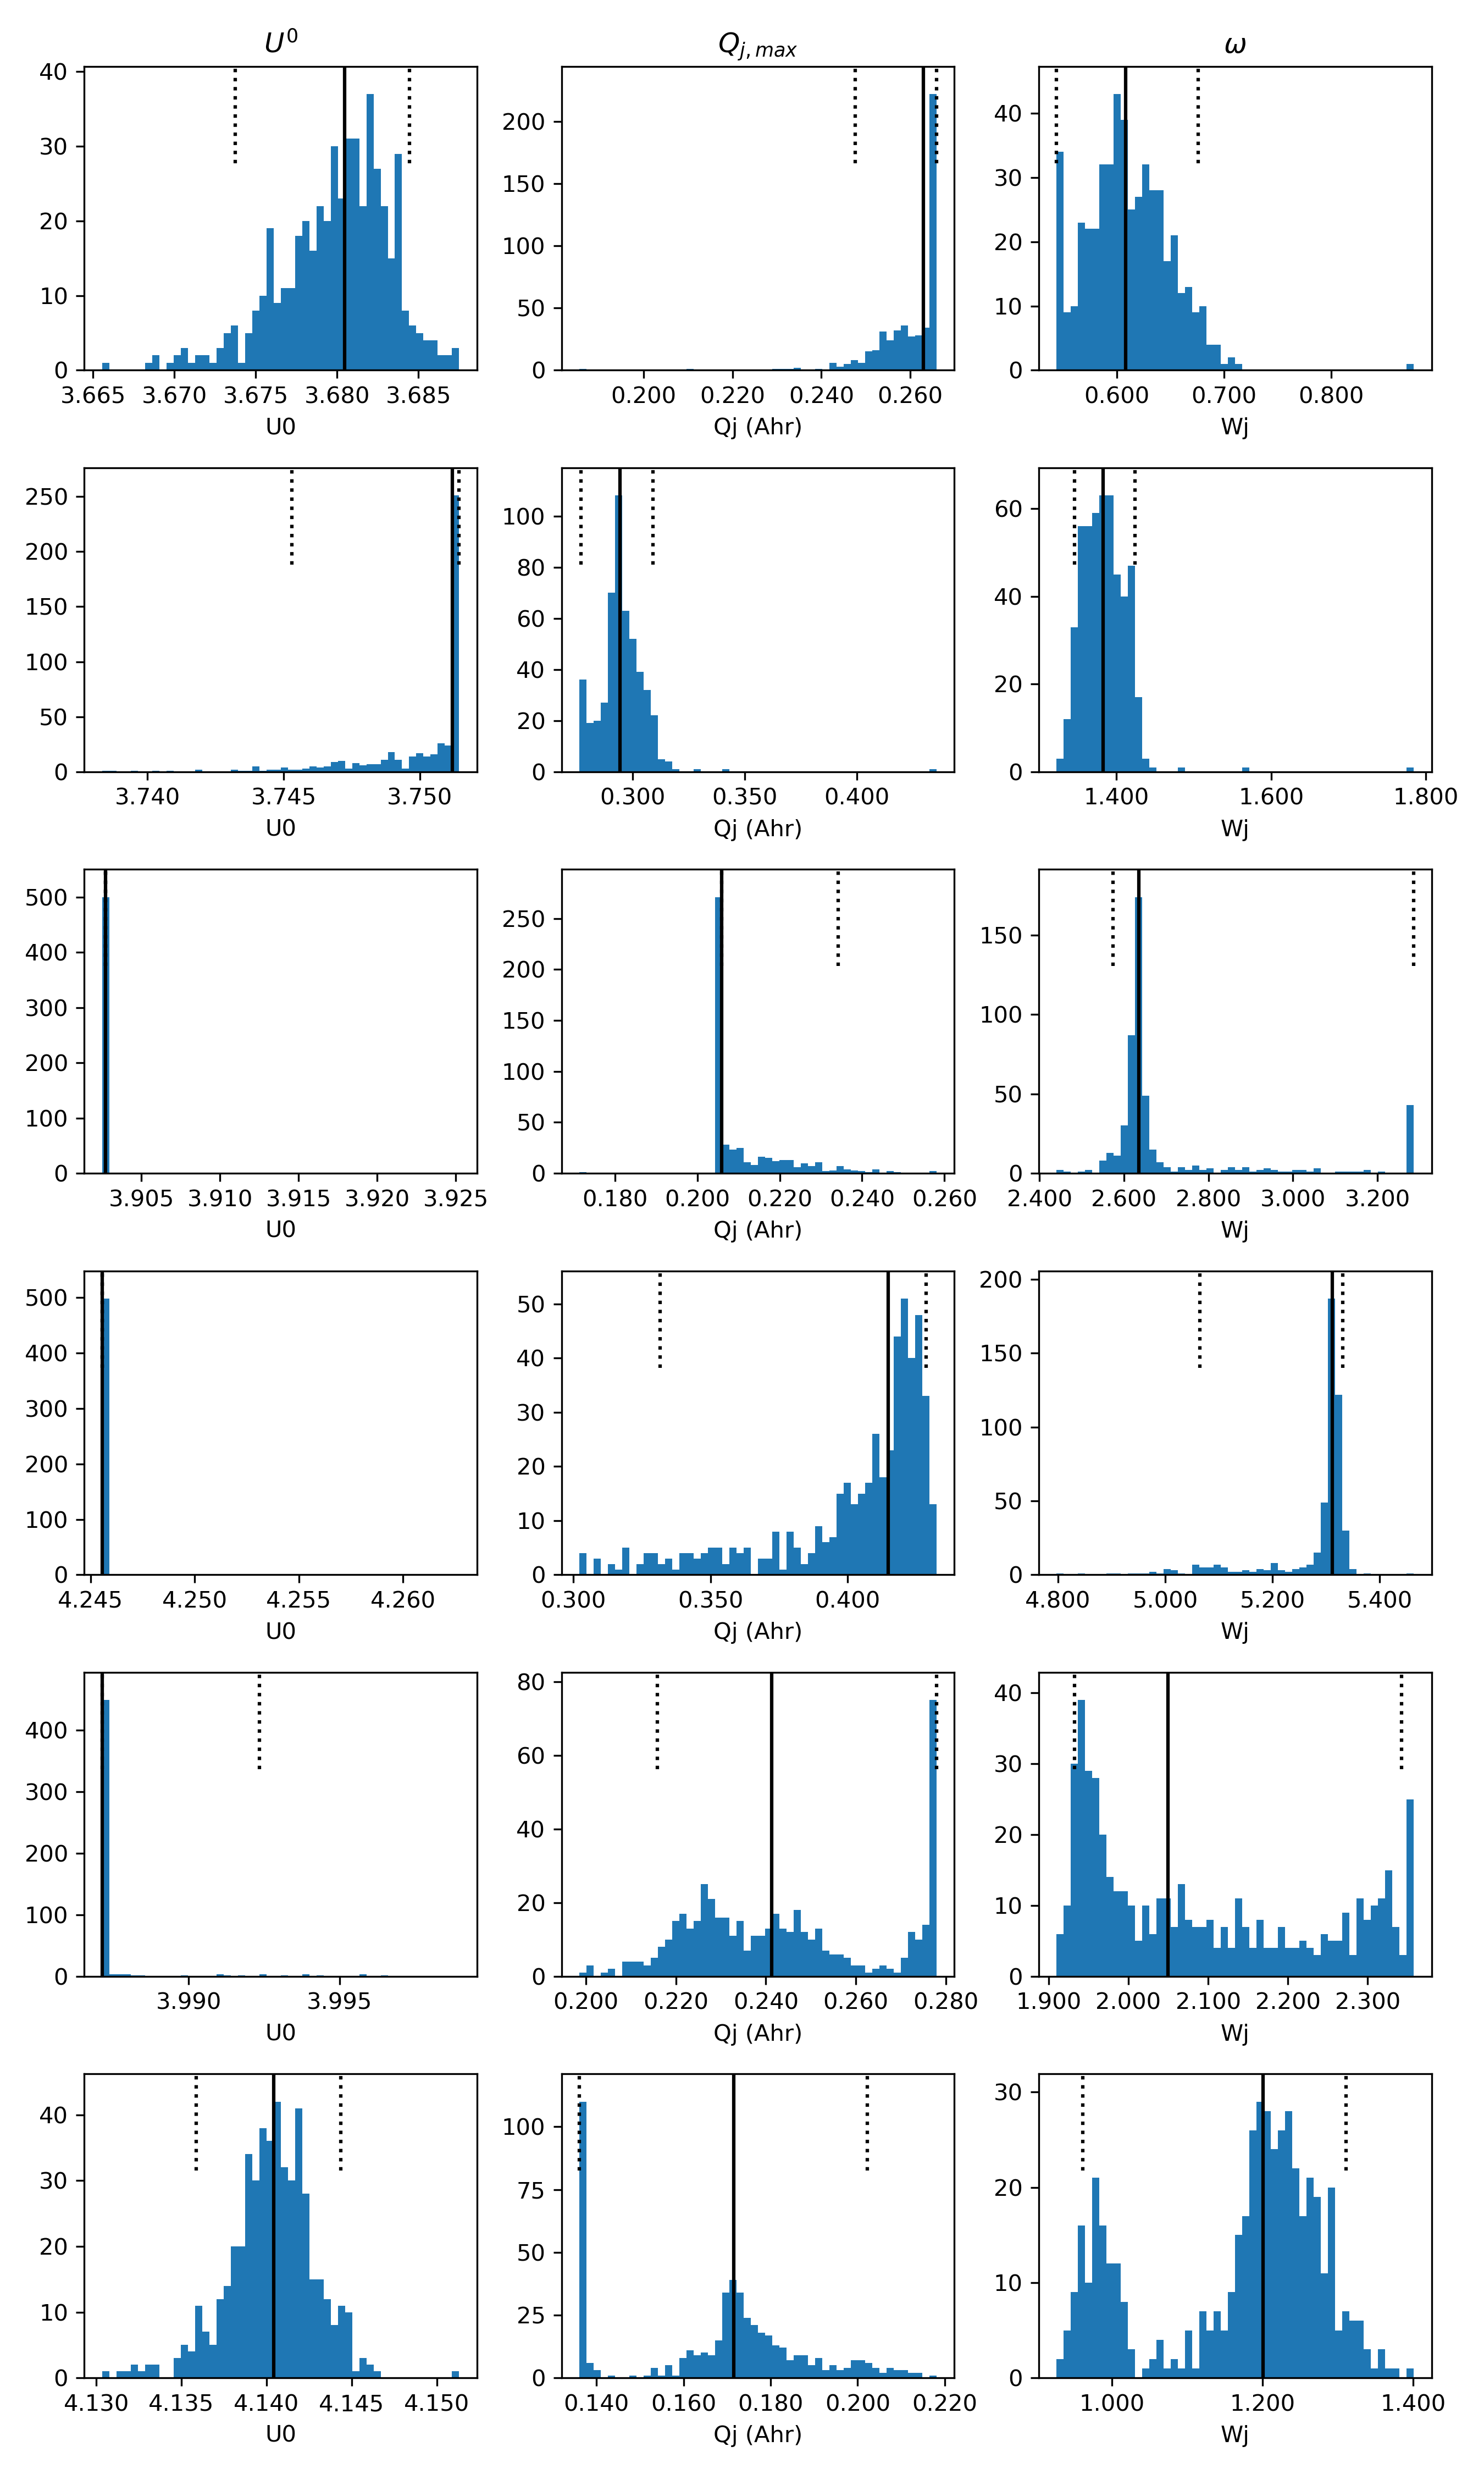 U⁰ Q_{j,max} ω
40 30 20 10 0
3.665 3.670 3.675 3.680 3.685
U0
200 150 100 50 0
0.200 0.220 0.240 0.260
Qj (Ahr)
40 30 20 10 0
0.600 0.700 0.800
Wj
250 200 150 100 50 0
3.740 3.745 3.750
U0
100 80 60 40 20 0
0.300 0.350 0.400
Qj (Ahr)
60 40 20 0
1.400 1.600 1.800
Wj
500 400 300 200 100 0
3.905 3.910 3.915 3.920 3.925
U0
250 200 150 100 50 0
0.180 0.200 0.220 0.240 0.260
Qj (Ahr)
150 100 50 0
2.400 2.600 2.800 3.000 3.200
Wj
500 400 300 200 100 0
4.245 4.250 4.255 4.260
U0
50 40 30 20 10 0
0.300 0.350 0.400
Qj (Ahr)
200 150 100 50 0
4.800 5.000 5.200 5.400
Wj
400 300 200 100 0
3.990 3.995
U0
80 60 40 20 0
0.200 0.220 0.240 0.260 0.280
Qj (Ahr)
40 30 20 10 0
1.900 2.000 2.100 2.200 2.300
Wj
40 30 20 10 0
4.130 4.135 4.140 4.145 4.150
U0
100 75 50 25 0
0.140 0.160 0.180 0.200 0.220
Qj (Ahr)
30 20 10 0
1.000 1.200 1.400
Wj